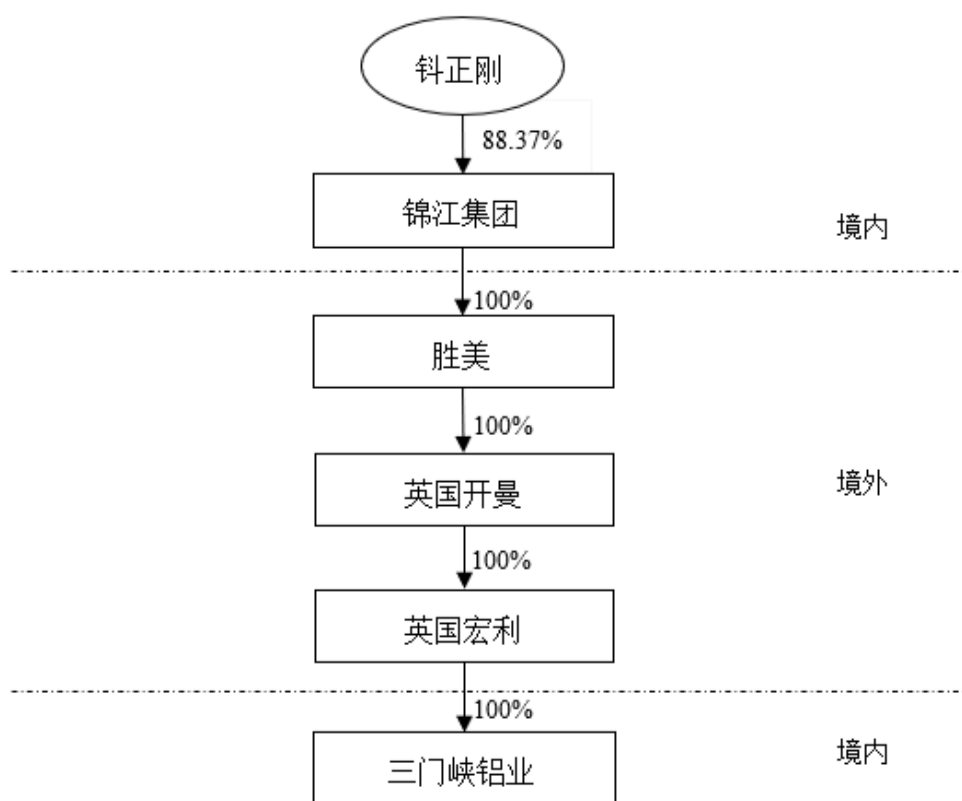 钭正刚
88.37%
锦江集团
境内
100%
胜美
100%
英国开曼
境外
100%
英国宏利
100%
三门峡铝业
境内